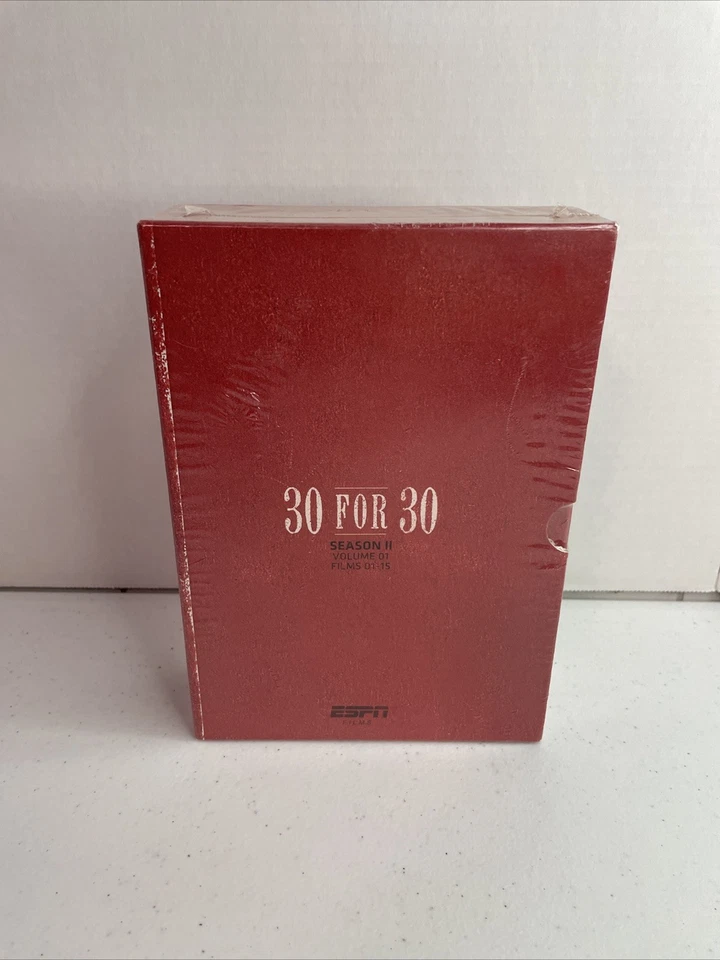 30 FOR 30
SEASON II
VOLUME 01
FILMS 01-15
ESPN
FILMS